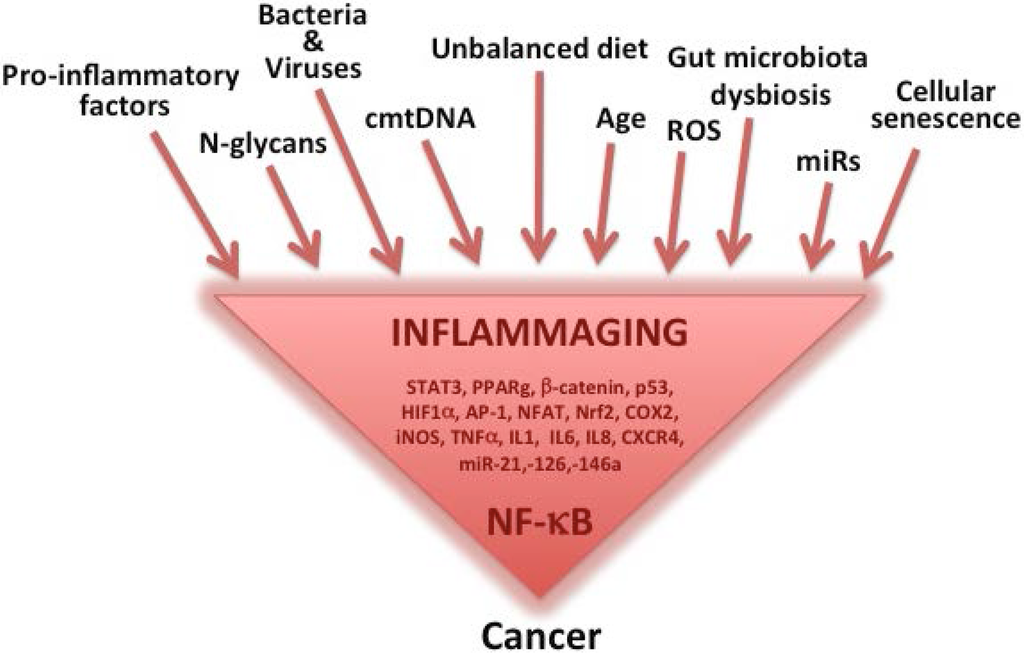 Pro-inflammatory
factors
N-glycans
Bacteria
&
Viruses
cmtDNA
Unbalanced diet
Age
ROS
Gut microbiota
dysbiosis
miRs
Cellular
senescence
INFLAMMAGING
STAT3, PPARg, β-catenin, p53,
HIF1α, AP-1, NFAT, Nrf2, COX2,
iNOS, TNFα, IL1, IL6, IL8, CXCR4,
miR-21,-126,-146a
NF-κB
Cancer